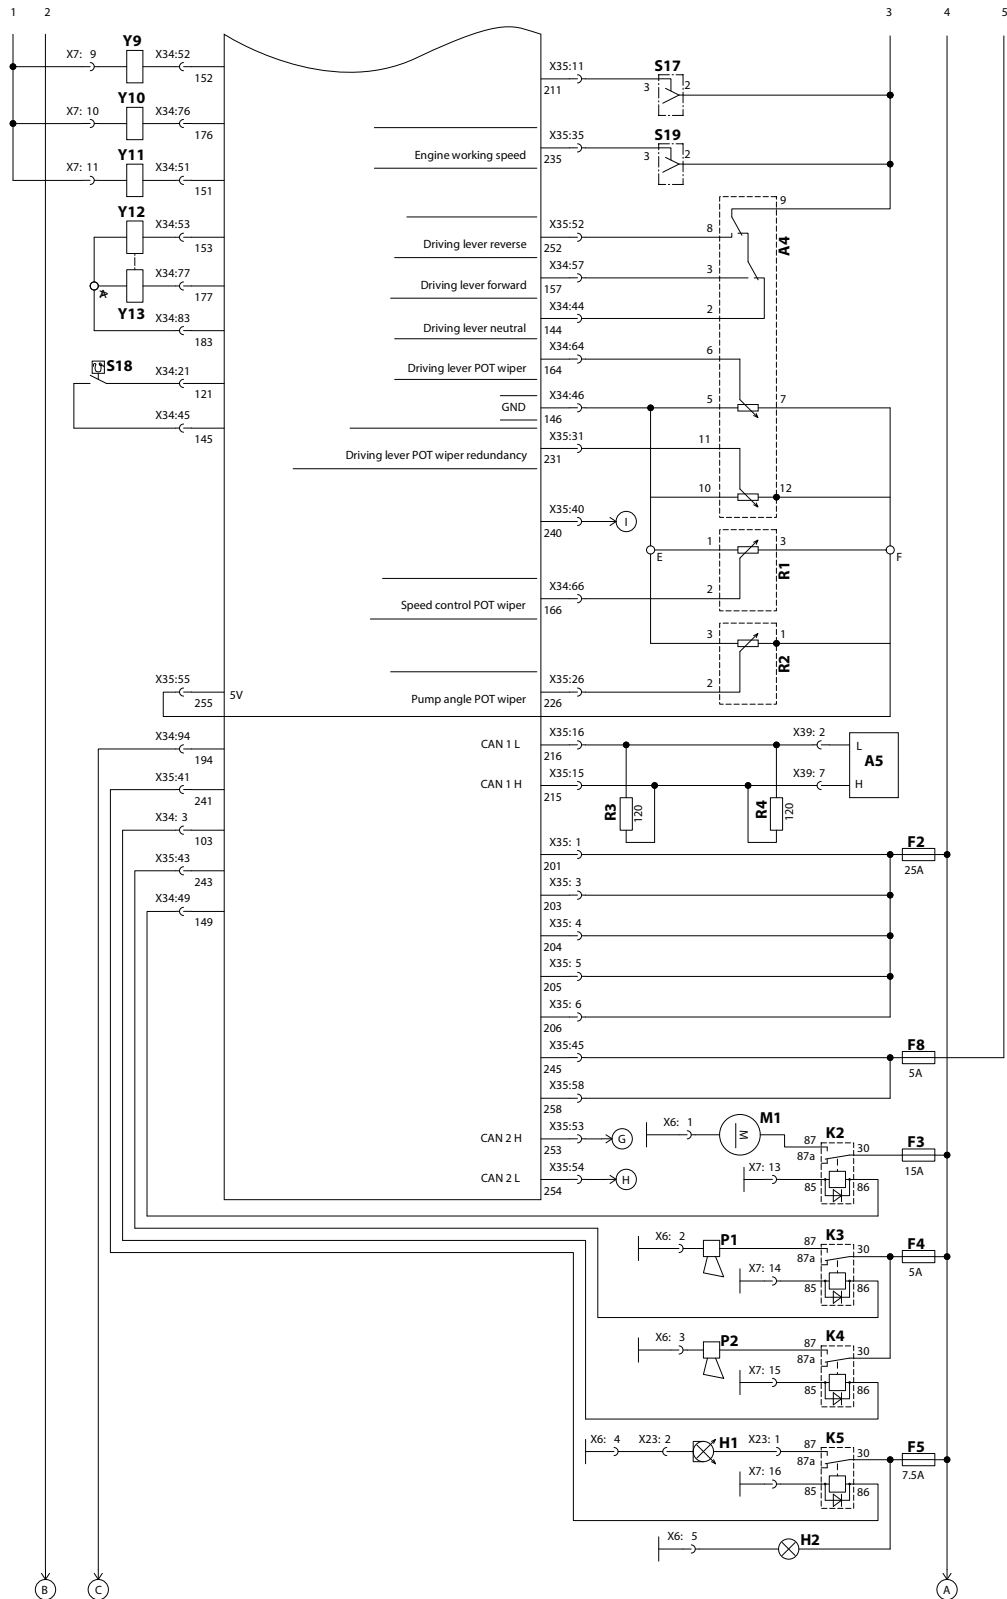 1 2 3 4 5
Y9
X7: 9 X34:52
152
Y10
X7: 10 X34:76
176
Y11
X7: 11 X34:51
151
Y12
X34:53
153
X34:77
177
Y13
X34:83
183
S18
X34:21
121
X34:45
145
X35:11
211
S17
3 2
Engine working speed
X35:35
235
S19
3 2
Driving lever reverse
X35:52
252
8 9
A4
Driving lever forward
X34:57
157
3
Driving lever neutral
X34:44
144
2
Driving lever POT wiper
X34:64
164
6
GND
X34:46
146
5 7
Driving lever POT wiper redundancy
X35:31
231
11
10 12
X35:40
240
I
1 3
E F
R1
Speed control POT wiper
X34:66
166
2
3 1
R2
Pump angle POT wiper
X35:26
226
2
X35:55
255
5V
X34:94
194
X35:41
241
X34: 3
103
X35:43
243
X34:49
149
CAN 1 L
X35:16
216
X39: 2
L
A5
CAN 1 H
X35:15
215
X39: 7
H
R3
120
R4
120
X35: 1
201
F2
25A
X35: 3
203
X35: 4
204
X35: 5
205
X35: 6
206
X35:45
245
F8
5A
X35:58
258
CAN 2 H
X35:53
253
G
CAN 2 L
X35:54
254
H
X6: 1
M
M1
K2
87
87a
30
F3
15A
X7: 13
85 86
X6: 2
P1
K3
87
87a
30
F4
5A
X7: 14
85 86
X6: 3
P2
K4
87
87a
30
X7: 15
85 86
X6: 4 X23: 2
H1
X23: 1
K5
87
87a
30
F5
7.5A
X7: 16
85 86
X6: 5
H2
B C A